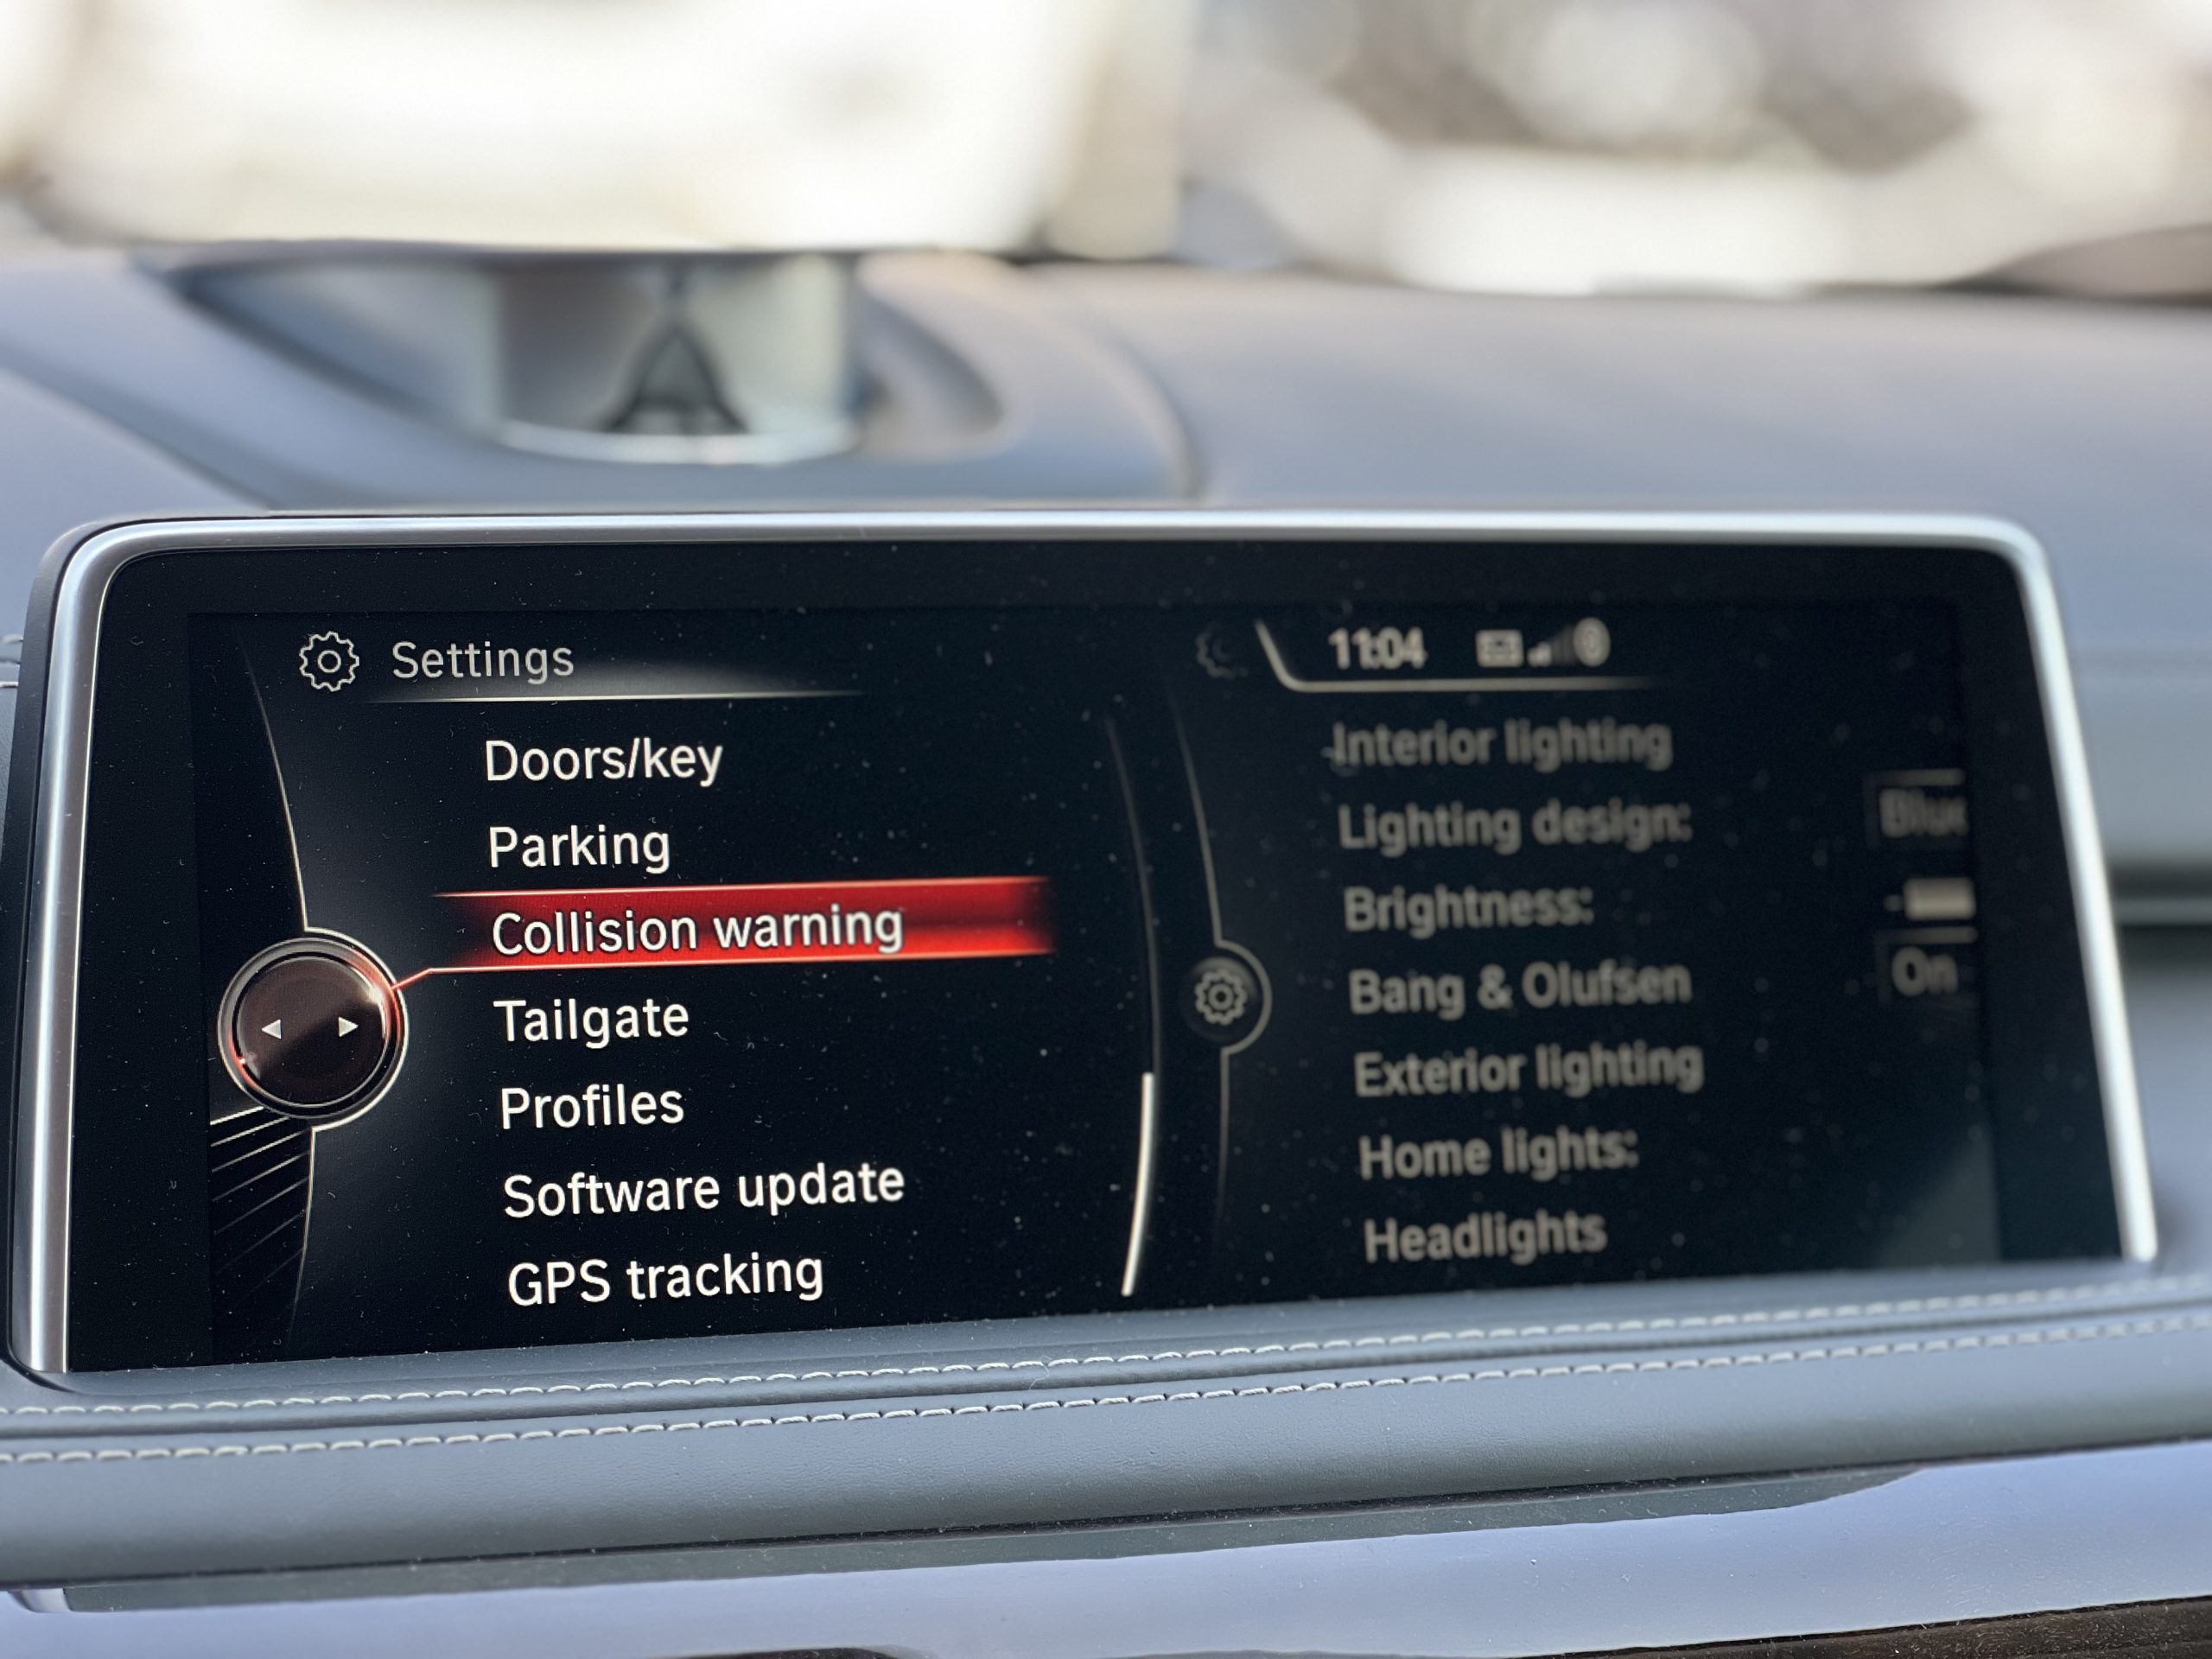 Settings
Doors/key
Parking
Collision warning
Tailgate
Profiles
Software update
GPS tracking
11:04
Interior lighting
Lighting design:
Brightness:
Bang & Olufsen
On
Exterior lighting
Home lights:
Headlights